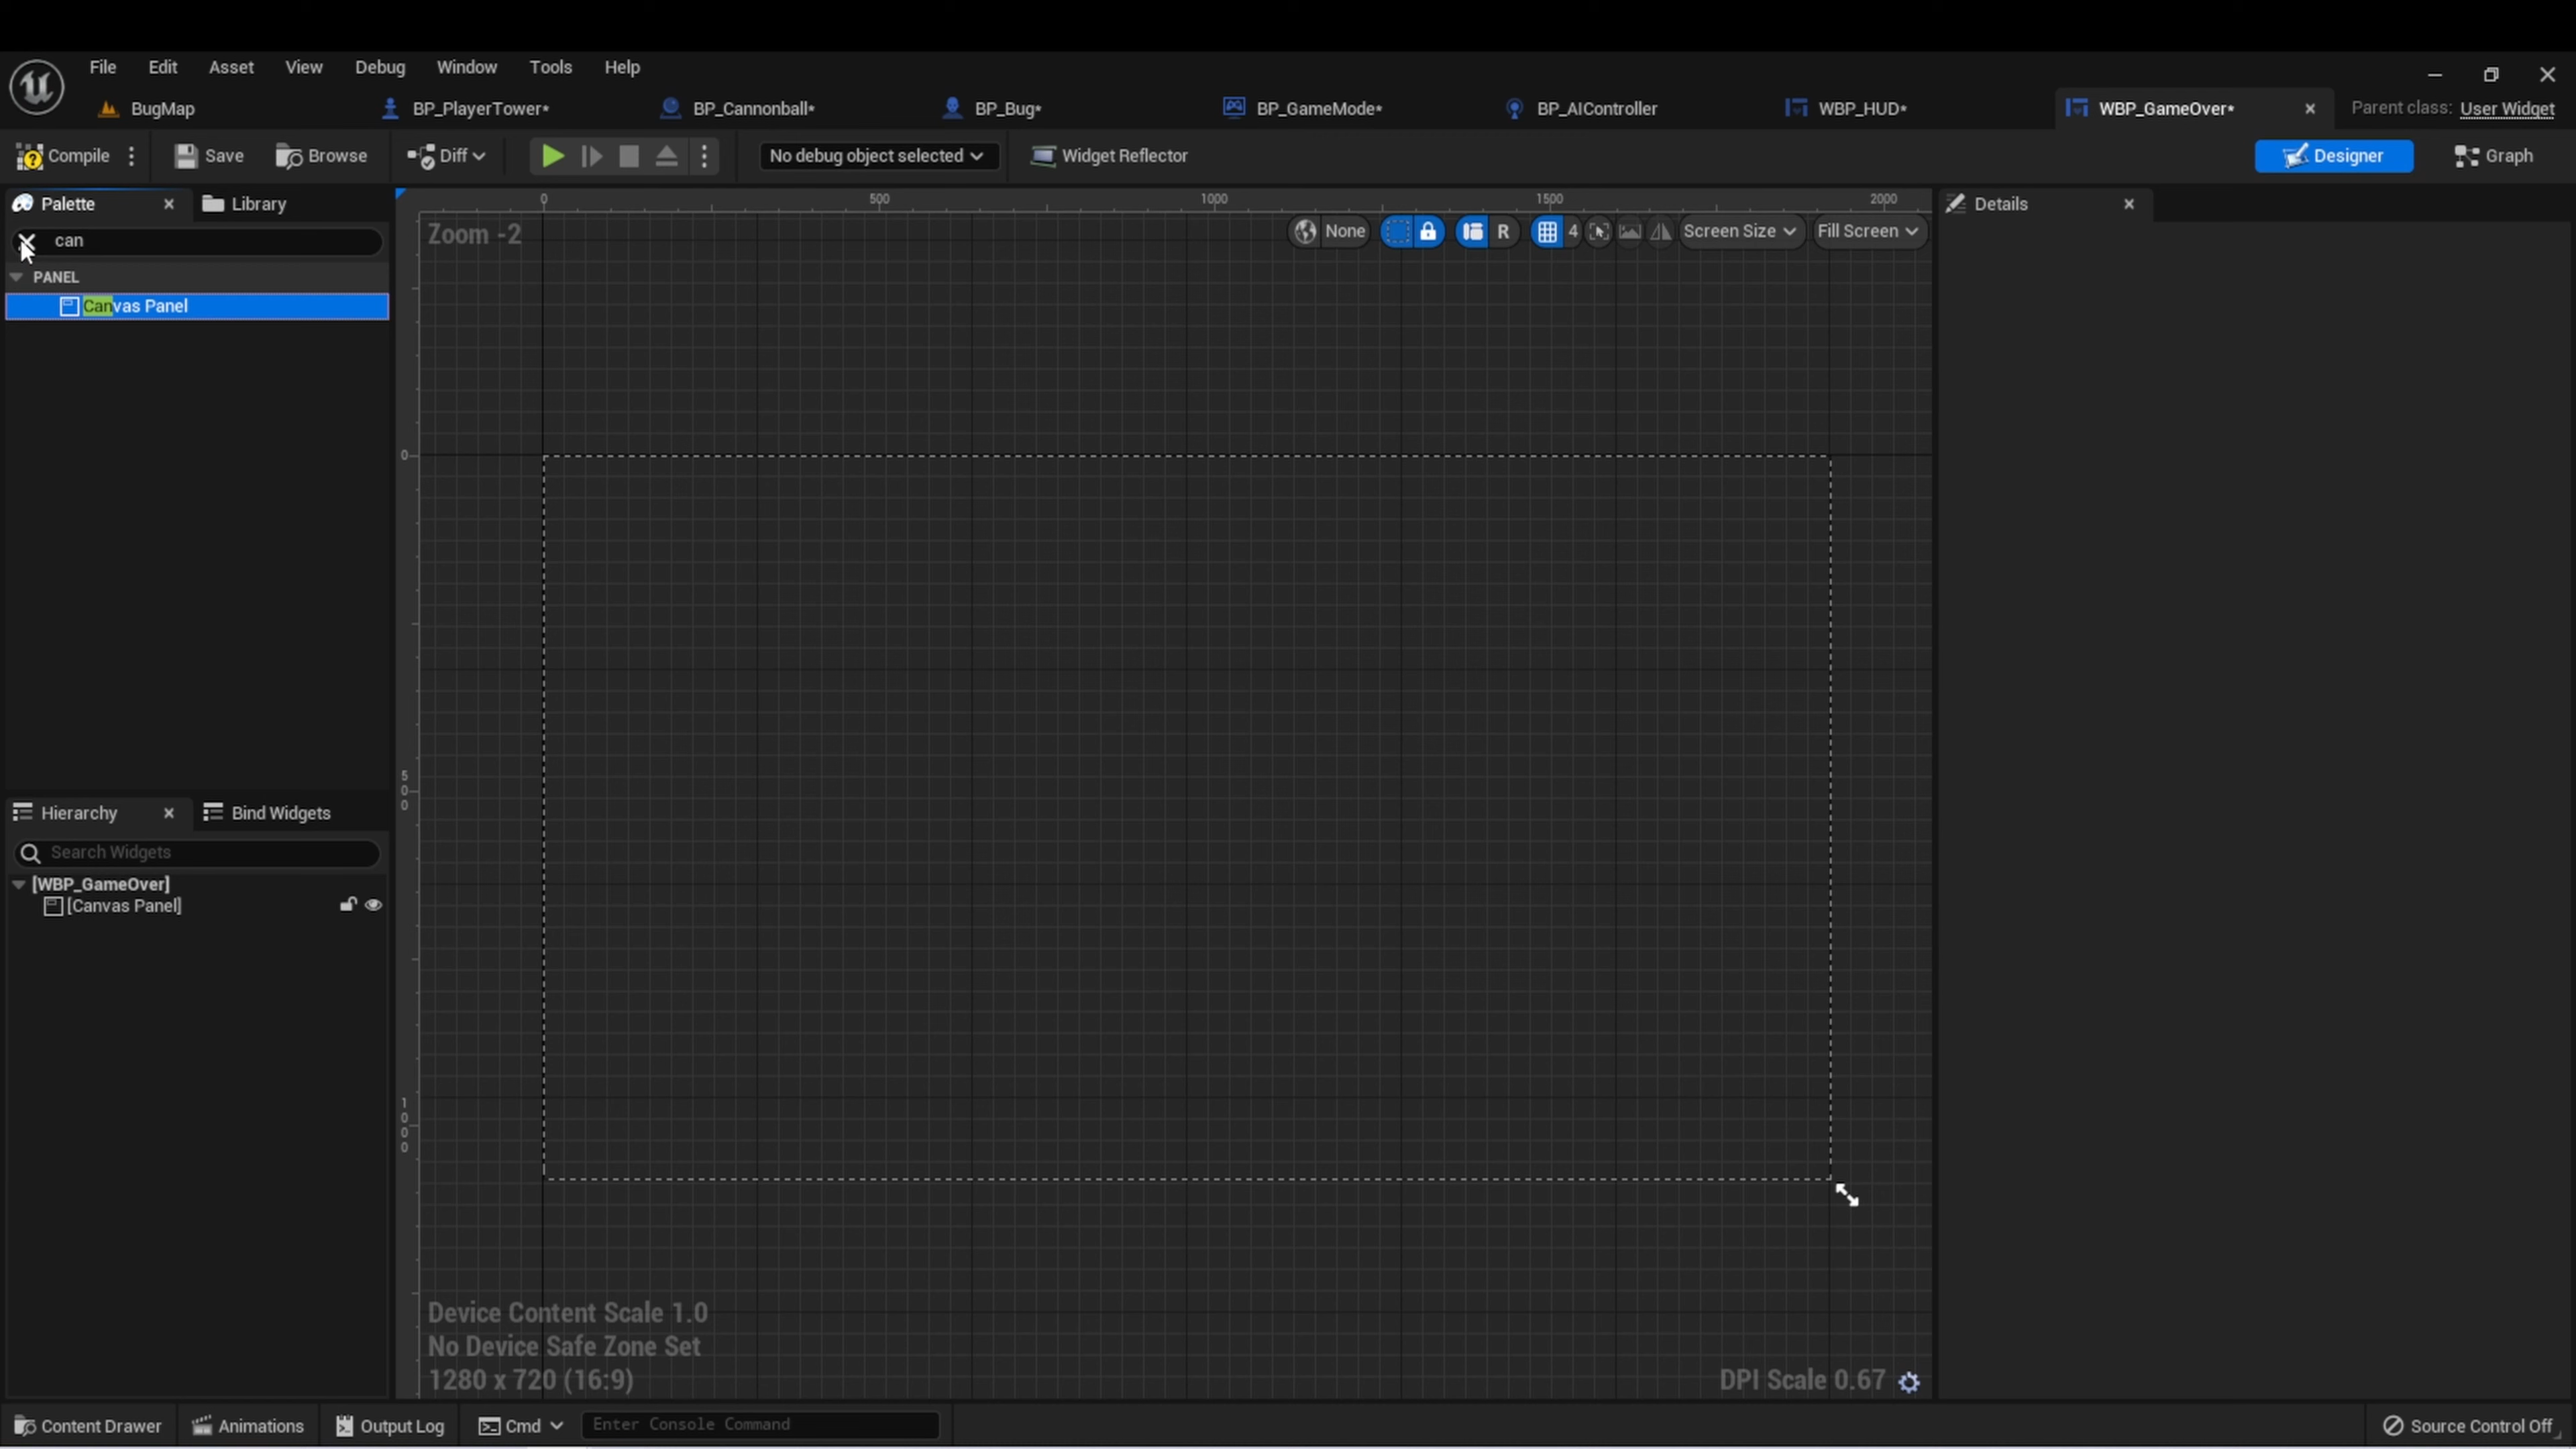 File Edit Asset View Debug Window Tools Help
BugMap BP_PlayerTower* BP_Cannonball* BP_Bug* BP_GameMode* BP_AIController WBP_HUD* WBP_GameOver* Parent class: User Widget
Compile Save Browse Diff No debug object selected Widget Reflector Designer Graph
Palette Library 0 500 1000 1500 2000 Details
can Zoom -2 None R 4 Screen Size Fill Screen
PANEL
Canvas Panel
0
500
Hierarchy Bind Widgets
Search Widgets
[WBP_GameOver]
[Canvas Panel]
1000
Device Content Scale 1.0
No Device Safe Zone Set
1280 x 720 (16:9) DPI Scale 0.67
Content Drawer Animations Output Log Cmd Enter Console Command Source Control Off